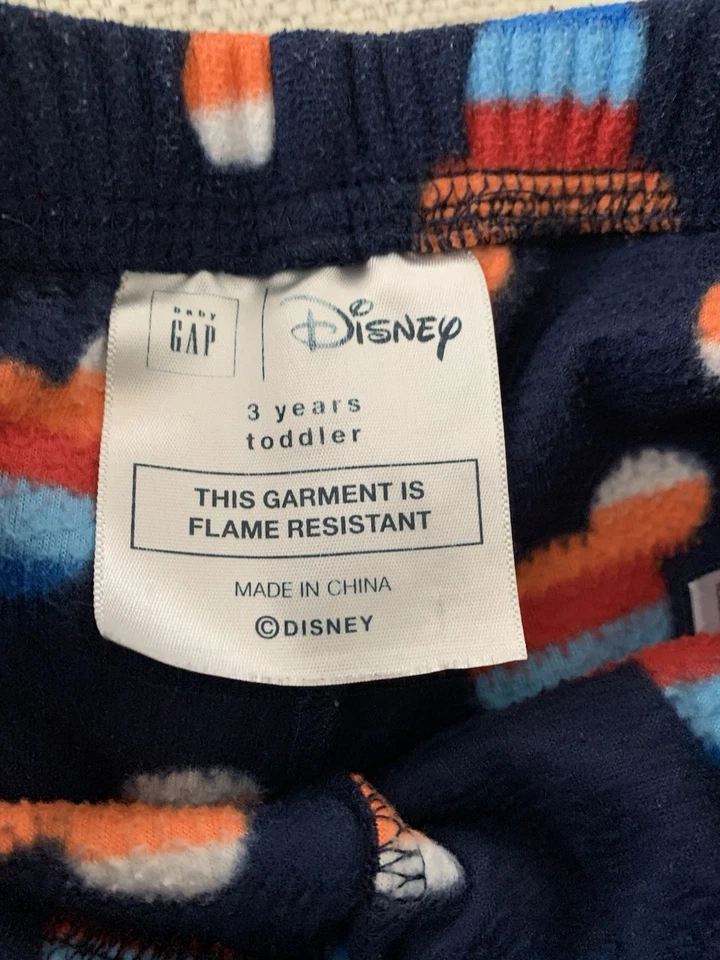 baby
GAP
Disney
3 years
toddler
THIS GARMENT IS
FLAME RESISTANT
MADE IN CHINA
©DISNEY